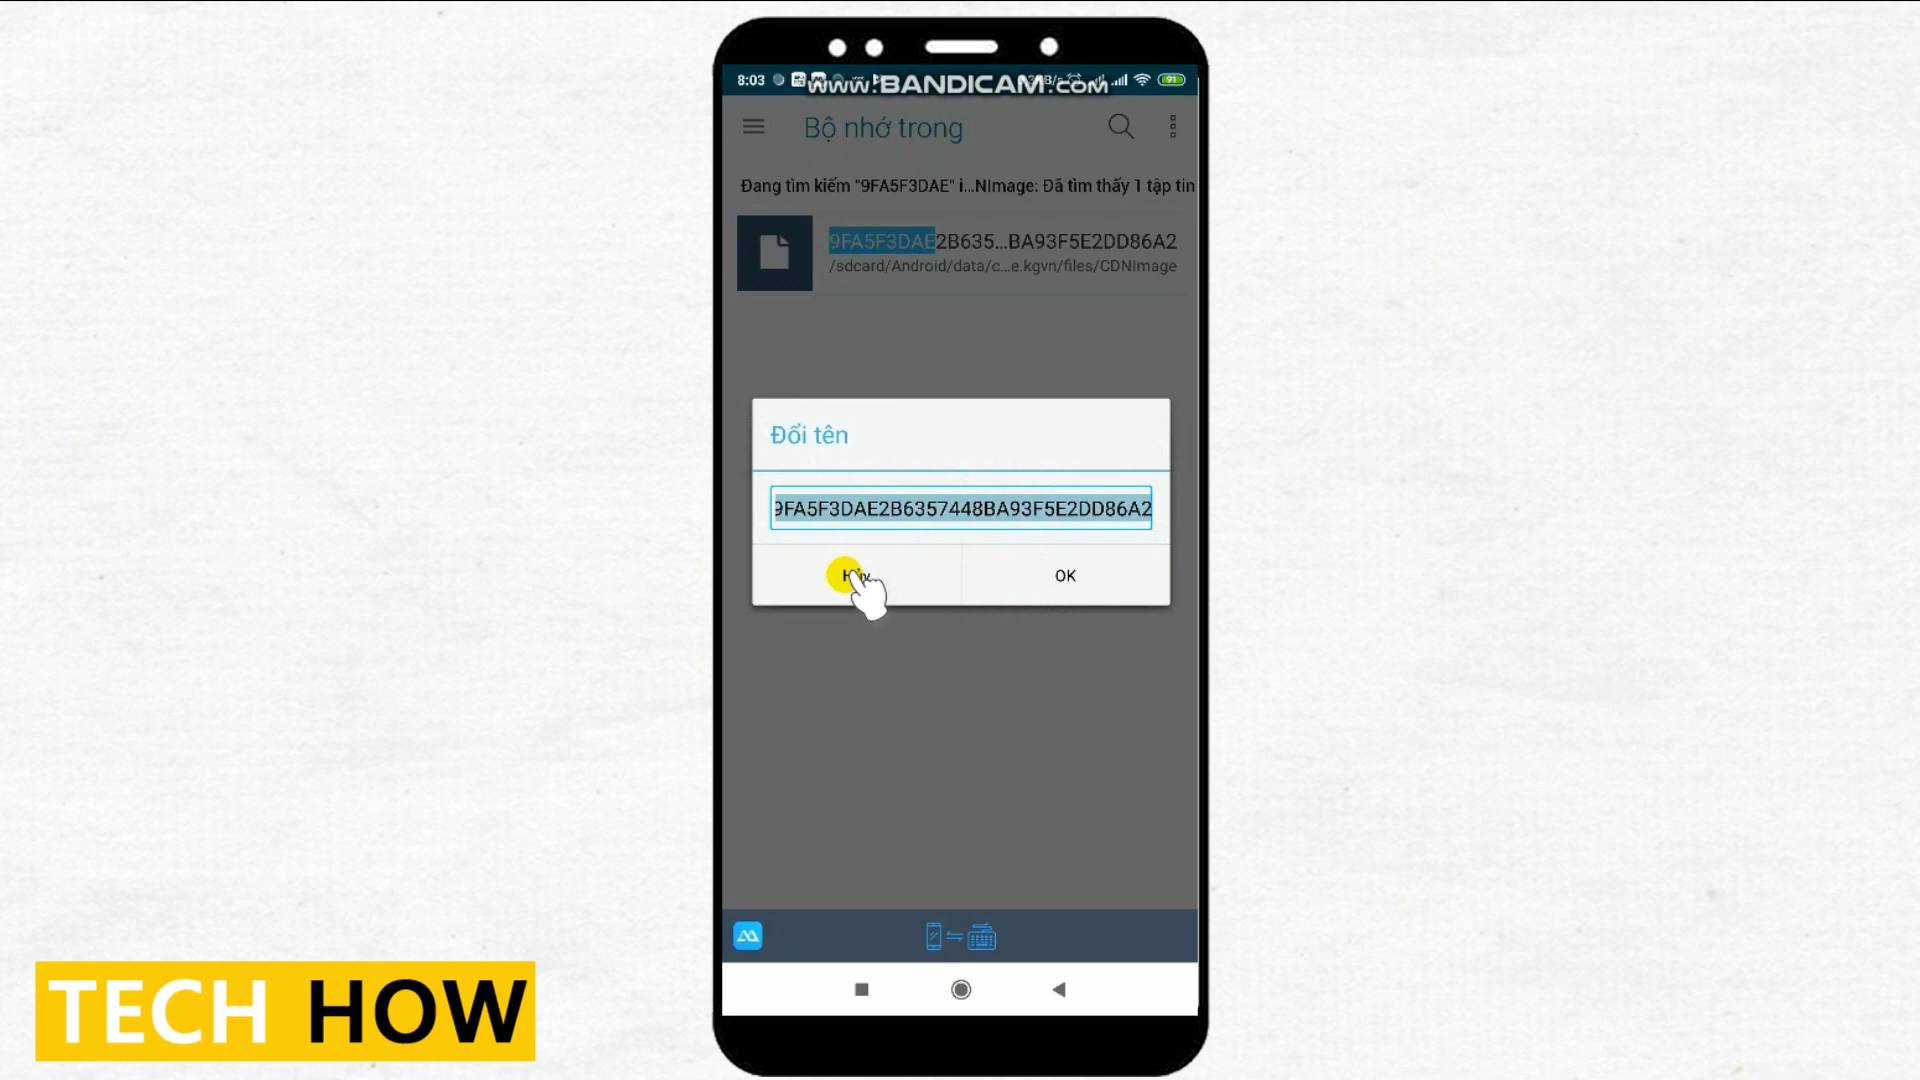 8:03
www.BANDICAM.com
91
Bộ nhớ trong
Đang tìm kiếm "9FA5F3DAE" i...NImage: Đã tìm thấy 1 tập tin
9FA5F3DAE2B635...BA93F5E2DD86A2
/sdcard/Android/data/c...e.kgvn/files/CDNImage
Đổi tên
9FA5F3DAE2B6357448BA93F5E2DD86A2
OK
TECH HOW